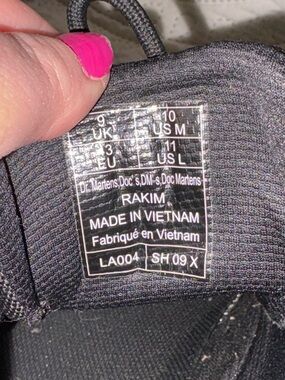 9 10
UK US M
43 11
EU US L
Dr. Martens,Doc's,DM's,Doc Martens
RAKIM
MADE IN VIETNAM
Fabriqué en Vietnam
LA004 SH 09 X